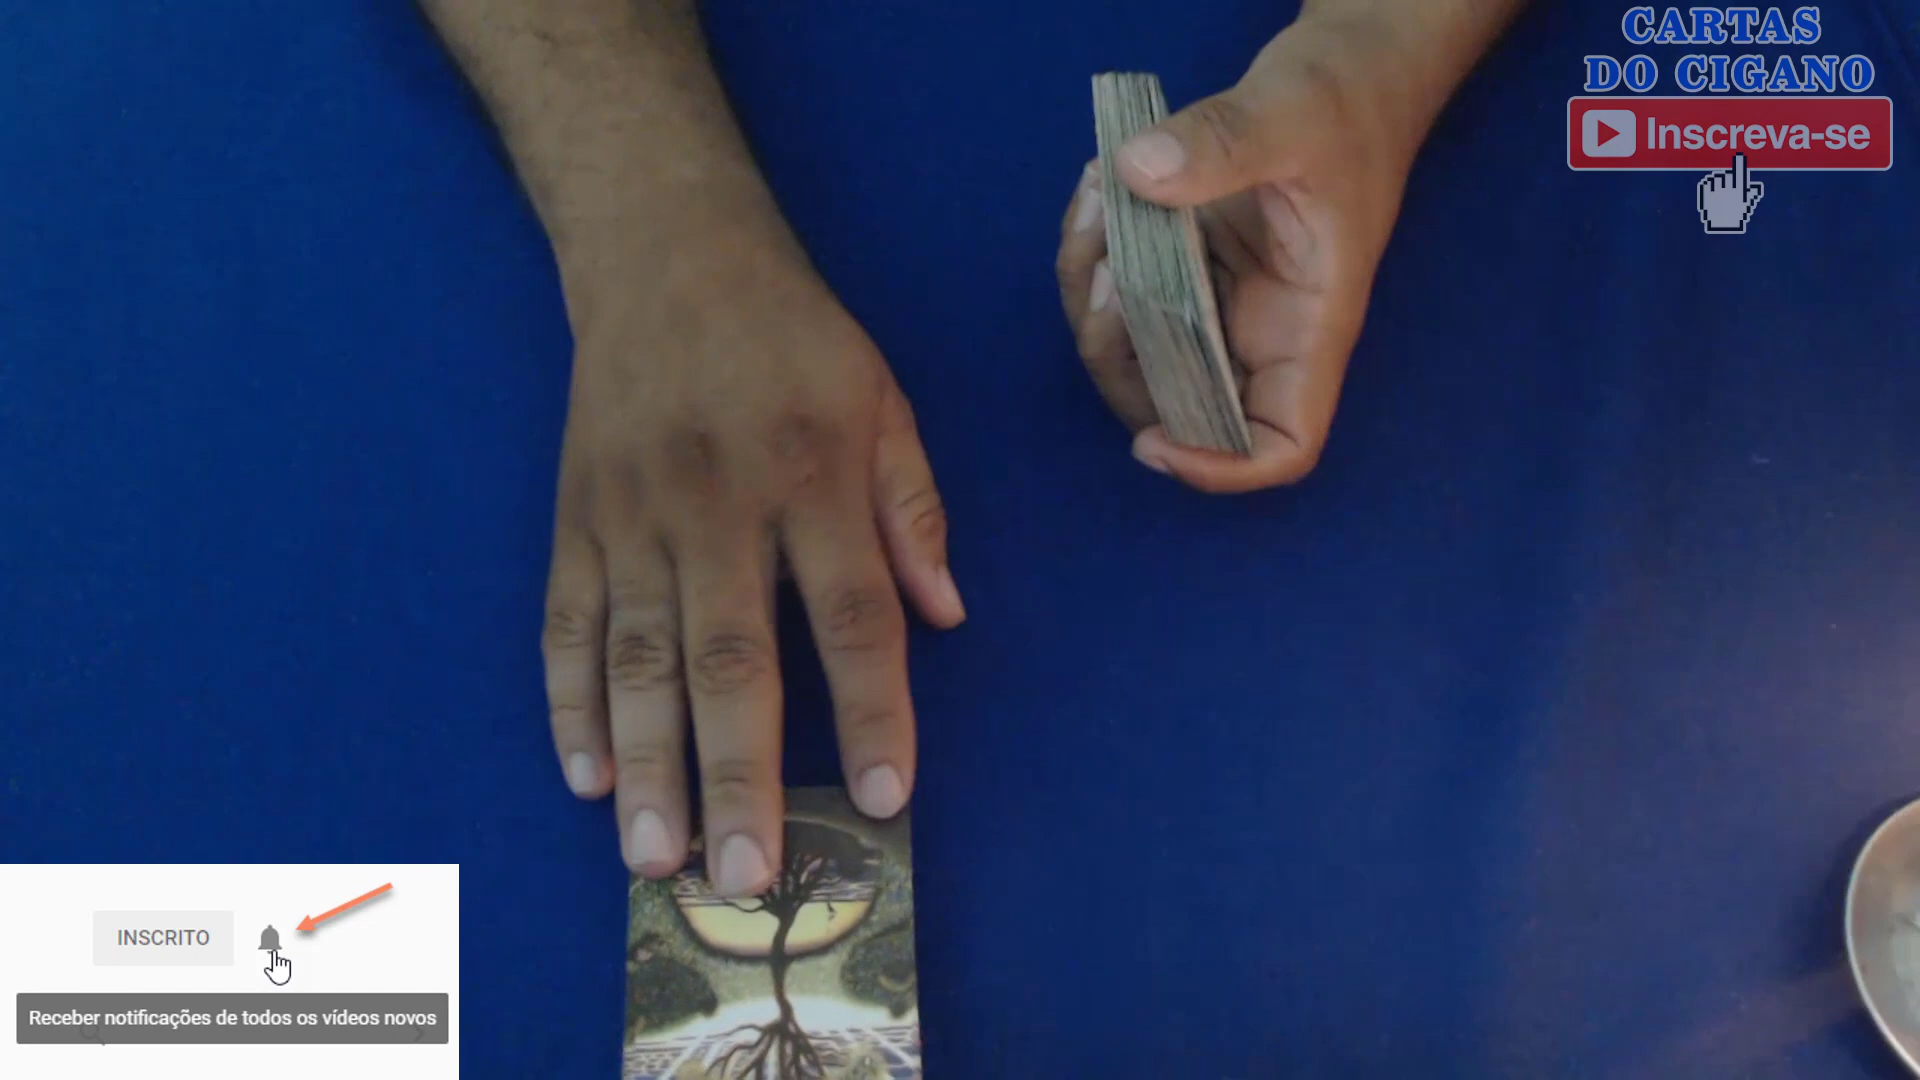 CARTAS
DO CIGANO
Inscreva-se
INSCRITO
Receber notificações de todos os vídeos novos